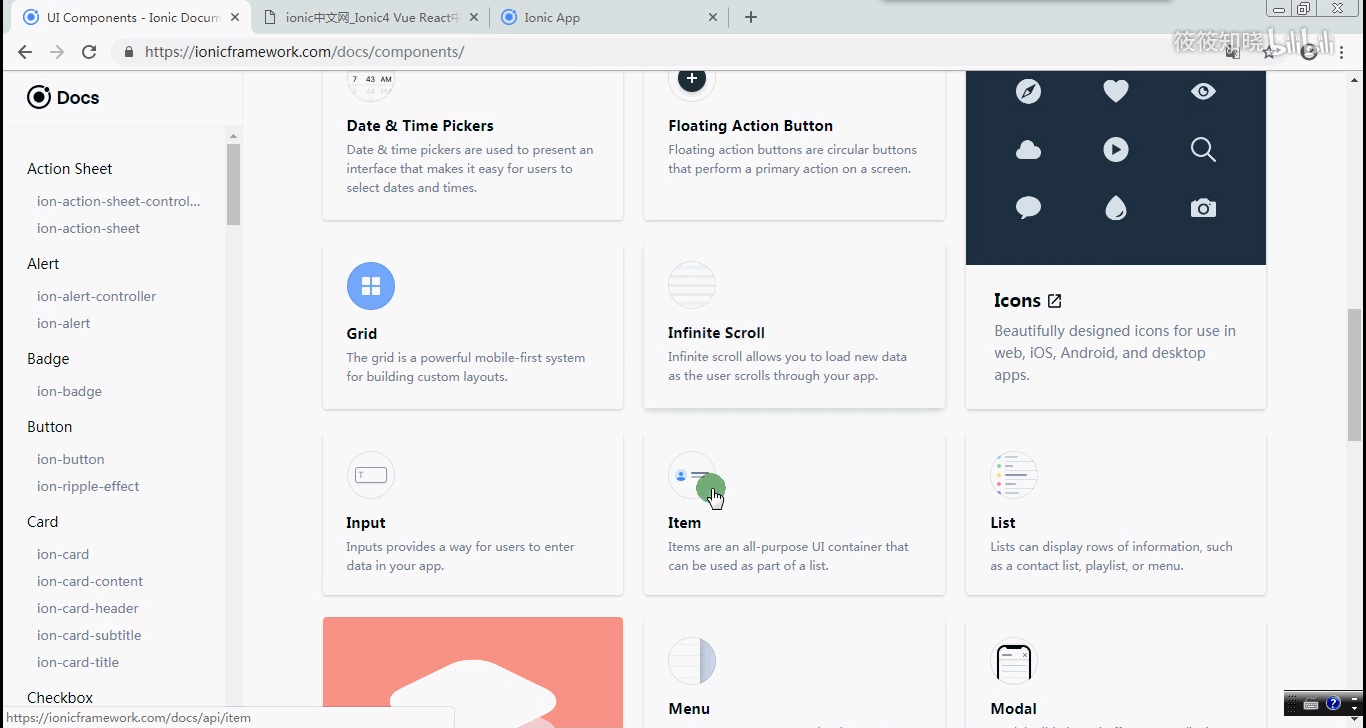 UI Components - Ionic Docum
ionic中文网_Ionic4 Vue React中
Ionic App
https://ionicframework.com/docs/components/
筱筱知晓 bilibili
Docs
Action Sheet
ion-action-sheet-control...
ion-action-sheet
Alert
ion-alert-controller
ion-alert
Badge
ion-badge
Button
ion-button
ion-ripple-effect
Card
ion-card
ion-card-content
ion-card-header
ion-card-subtitle
ion-card-title
Checkbox
https://ionicframework.com/docs/api/item
7 43 AM
8 44 PM
Date & Time Pickers
Date & time pickers are used to present an
interface that makes it easy for users to
select dates and times.
Floating Action Button
Floating action buttons are circular buttons
that perform a primary action on a screen.
Grid
The grid is a powerful mobile-first system
for building custom layouts.
Infinite Scroll
Infinite scroll allows you to load new data
as the user scrolls through your app.
Icons
Beautifully designed icons for use in
web, iOS, Android, and desktop
apps.
T
Input
Inputs provides a way for users to enter
data in your app.
Item
Items are an all-purpose UI container that
can be used as part of a list.
List
Lists can display rows of information, such
as a contact list, playlist, or menu.
Menu
Modal